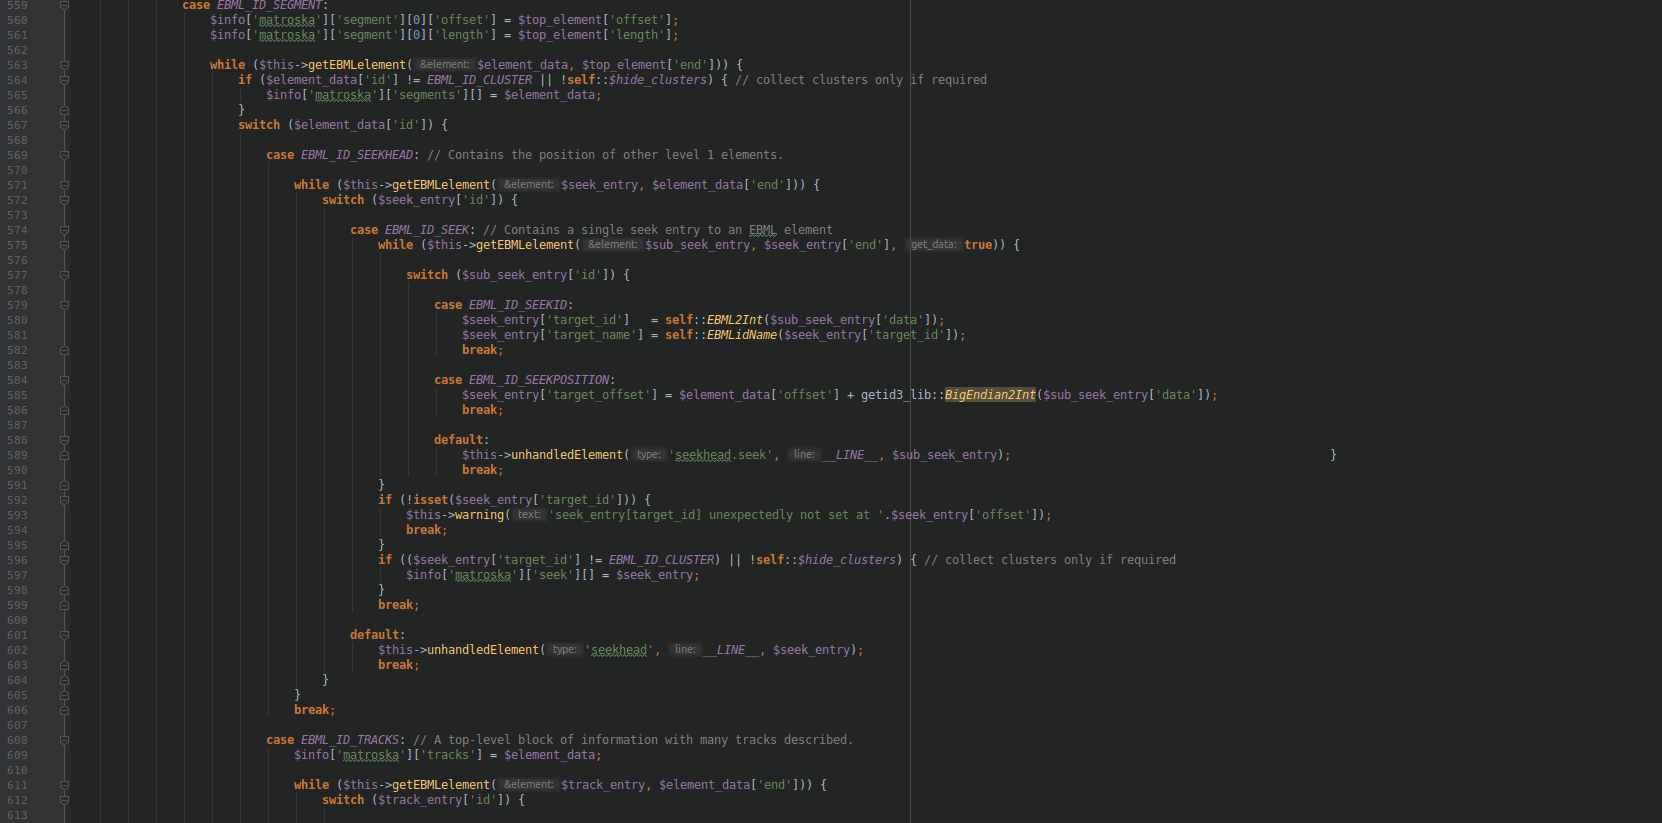 559 case EBML_ID_SEGMENT:
560 $info['matroska']['segment'][0]['offset'] = $top_element['offset'];
561 $info['matroska']['segment'][0]['length'] = $top_element['length'];
562
563 while ($this->getEBMLelement( &element: $element_data, $top_element['end'])) {
564 if ($element_data['id'] != EBML_ID_CLUSTER || !self::$hide_clusters) { // collect clusters only if required
565 $info['matroska']['segments'][] = $element_data;
566 }
567 switch ($element_data['id']) {
568
569 case EBML_ID_SEEKHEAD: // Contains the position of other level 1 elements.
570
571 while ($this->getEBMLelement( &element: $seek_entry, $element_data['end'])) {
572 switch ($seek_entry['id']) {
573
574 case EBML_ID_SEEK: // Contains a single seek entry to an EBML element
575 while ($this->getEBMLelement( &element: $sub_seek_entry, $seek_entry['end'], get_data: true)) {
576
577 switch ($sub_seek_entry['id']) {
578
579 case EBML_ID_SEEKID:
580 $seek_entry['target_id']   = self::EBML2Int($sub_seek_entry['data']);
581 $seek_entry['target_name'] = self::EBMLidName($seek_entry['target_id']);
582 break;
583
584 case EBML_ID_SEEKPOSITION:
585 $seek_entry['target_offset'] = $element_data['offset'] + getid3_lib::BigEndian2Int($sub_seek_entry['data']);
586 break;
587
588 default:
589 $this->unhandledElement( type: 'seekhead.seek', line: __LINE__, $sub_seek_entry); }
590 break;
591 }
592 if (!isset($seek_entry['target_id'])) {
593 $this->warning( text: 'seek_entry[target_id] unexpectedly not set at '.$seek_entry['offset']);
594 break;
595 }
596 if (($seek_entry['target_id'] != EBML_ID_CLUSTER) || !self::$hide_clusters) { // collect clusters only if required
597 $info['matroska']['seek'][] = $seek_entry;
598 }
599 break;
600
601 default:
602 $this->unhandledElement( type: 'seekhead', line: __LINE__, $seek_entry);
603 break;
604 }
605 }
606 break;
607
608 case EBML_ID_TRACKS: // A top-level block of information with many tracks described.
609 $info['matroska']['tracks'] = $element_data;
610
611 while ($this->getEBMLelement( &element: $track_entry, $element_data['end'])) {
612 switch ($track_entry['id']) {
613